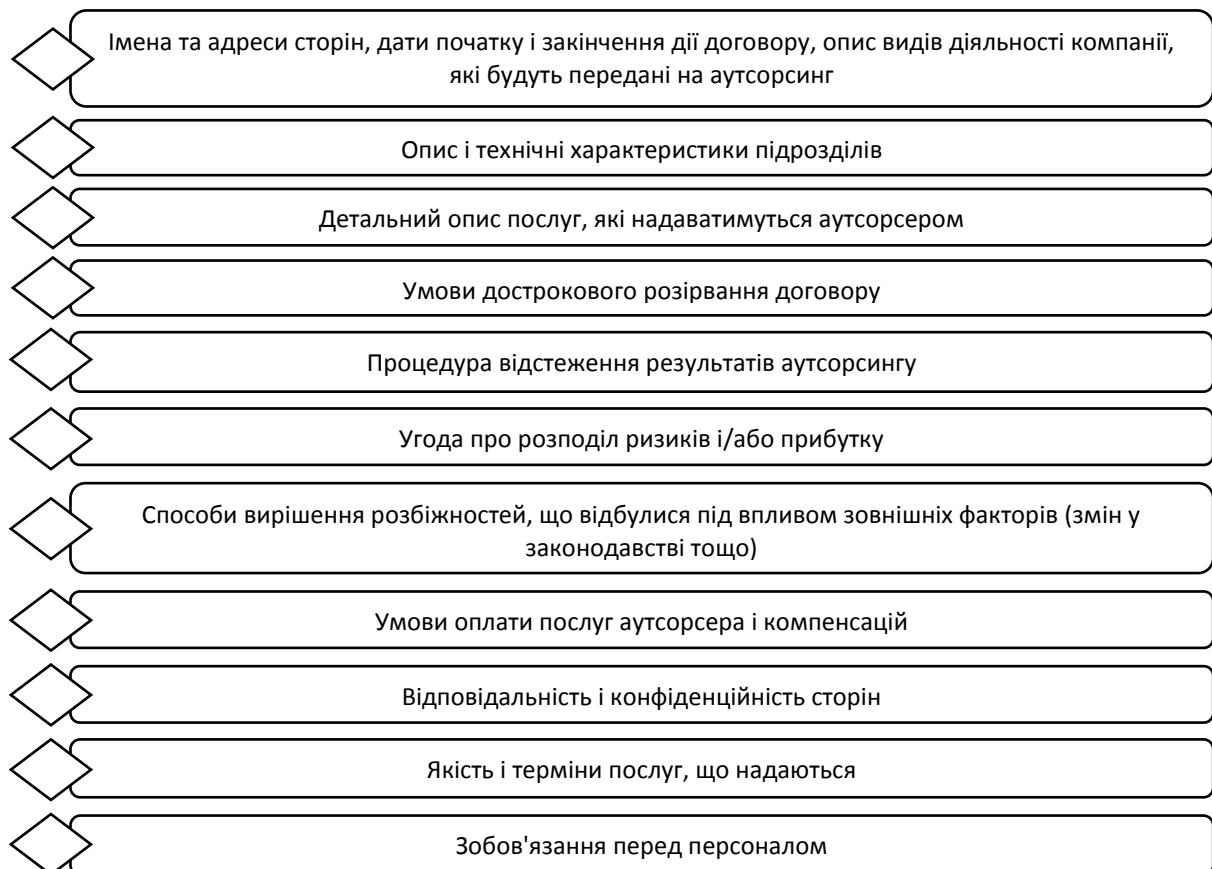 Імена та адреси сторін, дати початку і закінчення дії договору, опис видів діяльності компанії,
які будуть передані на аутсорсинг
Опис і технічні характеристики підрозділів
Детальний опис послуг, які надаватимуться аутсорсером
Умови дострокового розірвання договору
Процедура відстеження результатів аутсорсингу
Угода про розподіл ризиків і/або прибутку
Способи вирішення розбіжностей, що відбулися під впливом зовнішніх факторів (змін у
законодавстві тощо)
Умови оплати послуг аутсорсера і компенсацій
Відповідальність і конфіденційність сторін
Якість і терміни послуг, що надаються
Зобов'язання перед персоналом